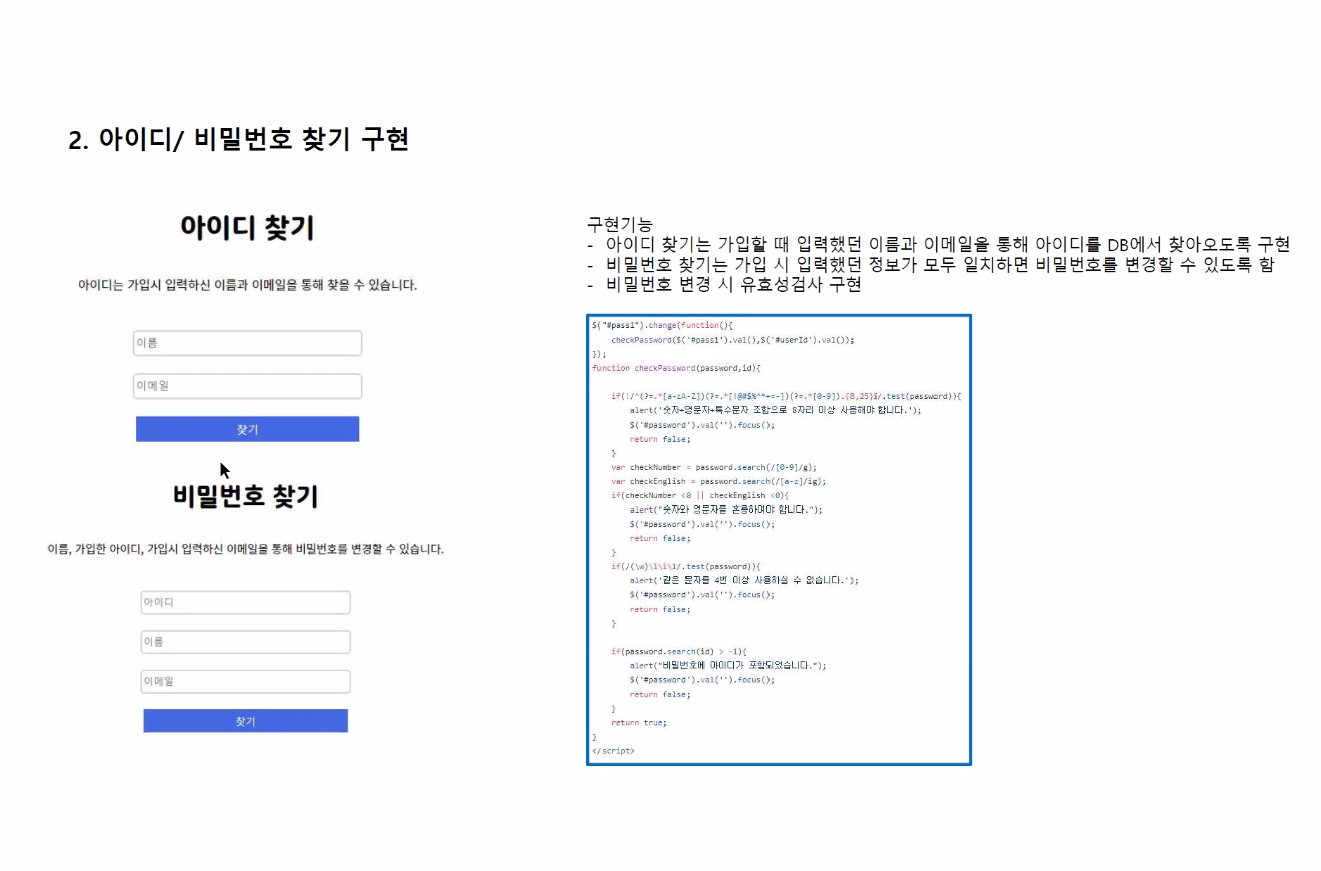 2. 아이디/ 비밀번호 찾기 구현
아이디 찾기
아이디는 가입시 입력하신 이름과 이메일을 통해 찾을 수 있습니다.
이름
이메일
찾기
비밀번호 찾기
이름, 가입한 아이디, 가입시 입력하신 이메일을 통해 비밀번호를 변경할 수 있습니다.
아이디
이름
이메일
찾기
구현기능
- 아이디 찾기는 가입할 때 입력했던 이름과 이메일을 통해 아이디를 DB에서 찾아오도록 구현
- 비밀번호 찾기는 가입 시 입력했던 정보가 모두 일치하면 비밀번호를 변경할 수 있도록 함
- 비밀번호 변경 시 유효성검사 구현
$("#pass1").change(function(){
checkPassword($('#pass1').val(),$('#userId').val());
});
function checkPassword(password,id){
if(!/^(?=.*[a-zA-Z])(?=.*[!@#$%^*+=-])(?=.*[0-9]).{8,25}$/.test(password)){
alert('숫자+영문자+특수문자 조합으로 8자리 이상 사용해야 합니다.');
$('#password').val('').focus();
return false;
}
var checkNumber = password.search(/[0-9]/g);
var checkEnglish = password.search(/[a-z]/ig);
if(checkNumber <0 || checkEnglish <0){
alert("숫자와 영문자를 혼용하여야 합니다.");
$('#password').val('').focus();
return false;
}
if(/(\w)\1\1\1/.test(password)){
alert('같은 문자를 4번 이상 사용하실 수 없습니다.');
$('#password').val('').focus();
return false;
}
if(password.search(id) > -1){
alert("비밀번호에 아이디가 포함되었습니다.");
$('#password').val('').focus();
return false;
}
return true;
}
</script>